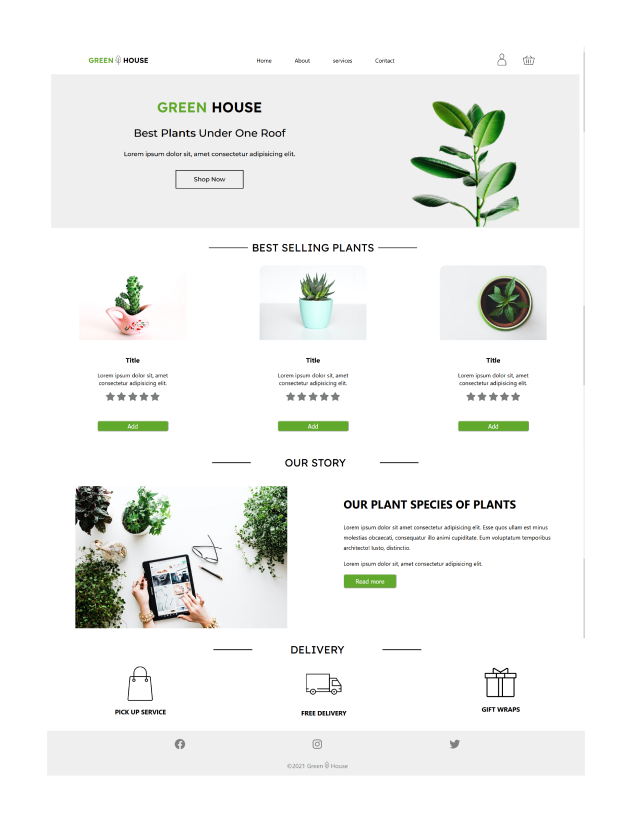 GREEN HOUSE
Home About services Contact
GREEN HOUSE
Best Plants Under One Roof
Lorem ipsum dolor sit, amet consectetur adipisicing elit.
Shop Now
BEST SELLING PLANTS
Title
Lorem ipsum dolor sit, amet
consectetur adipisicing elit.
Add
Title
Lorem ipsum dolor sit, amet
consectetur adipisicing elit.
Add
Title
Lorem ipsum dolor sit, amet
consectetur adipisicing elit.
Add
OUR STORY
OUR PLANT SPECIES OF PLANTS
Lorem ipsum dolor sit amet consectetur adipisicing elit. Esse quos ullam est minus
molestias obcaecati, consequatur illo animi cupiditate. Eum voluptatum temporibus
architecto! Iusto, distinctio.
Lorem ipsum dolor sit, amet consectetur adipisicing elit.
Read more
DELIVERY
PICK UP SERVICE
FREE DELIVERY
GIFT WRAPS
©2021 Green House